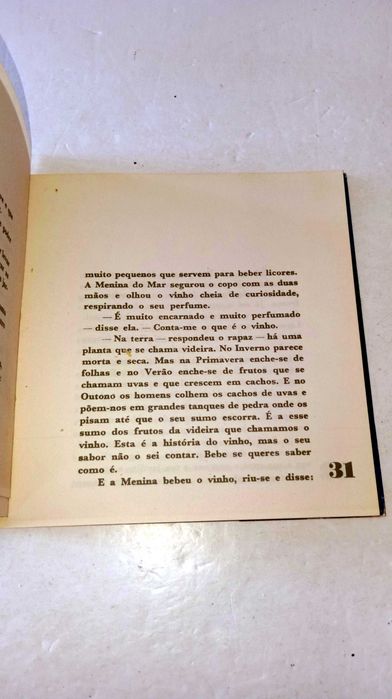 muito pequenos que servem para beber licores.
A Menina do Mar segurou o copo com as duas
mãos e olhou o vinho cheia de curiosidade,
respirando o seu perfume.
— É muito encarnado e muito perfumado
— disse ela. — Conta-me o que é o vinho.
— Na terra — respondeu o rapaz — há uma
planta que se chama videira. No Inverno parece
morta e seca. Mas na Primavera enche-se de
folhas e no Verão enche-se de frutos que se
chamam uvas e que crescem em cachos. E no
Outono os homens colhem os cachos de uvas e
põem-nos em grandes tanques de pedra onde os
pisam até que o seu sumo escorra. É a esse
sumo dos frutos da videira que chamamos o
vinho. Esta é a história do vinho, mas o seu
sabor não o sei contar. Bebe se queres saber
como é.
E a Menina bebeu o vinho, riu-se e disse:
31